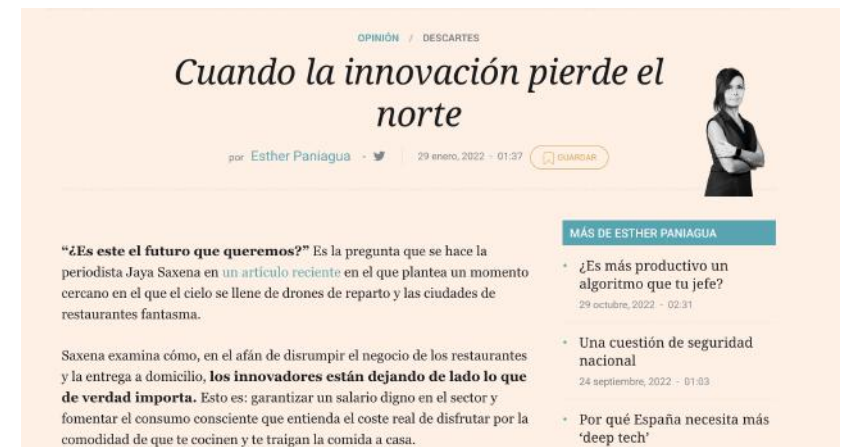 OPINIÓN / DESCARTES
Cuando la innovación pierde el
norte
por Esther Paniagua - 29 enero, 2022 - 01:37 GUARDAR
“¿Es este el futuro que queremos?” Es la pregunta que se hace la
periodista Jaya Saxena en un artículo reciente en el que plantea un momento
cercano en el que el cielo se llene de drones de reparto y las ciudades de
restaurantes fantasma.
Saxena examina cómo, en el afán de disrumpir el negocio de los restaurantes
y la entrega a domicilio, los innovadores están dejando de lado lo que
de verdad importa. Esto es: garantizar un salario digno en el sector y
fomentar el consumo consciente que entienda el coste real de disfrutar por la
comodidad de que te cocinen y te traigan la comida a casa.
MÁS DE ESTHER PANIAGUA
¿Es más productivo un
algoritmo que tu jefe?
29 octubre, 2022 - 02:31
Una cuestión de seguridad
nacional
24 septiembre, 2022 - 01:03
Por qué España necesita más
‘deep tech’